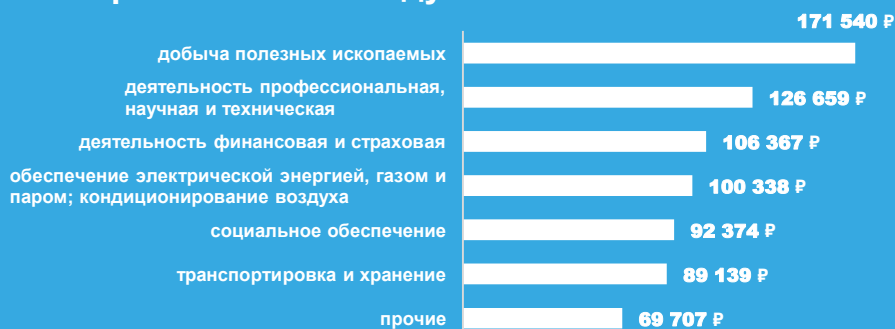 171 540 ₽
добыча полезных ископаемых
деятельность профессиональная,
научная и техническая
126 659 ₽
деятельность финансовая и страховая
106 367 ₽
обеспечение электрической энергией, газом и
паром; кондиционирование воздуха
100 338 ₽
социальное обеспечение
92 374 ₽
транспортировка и хранение
89 139 ₽
прочие
69 707 ₽